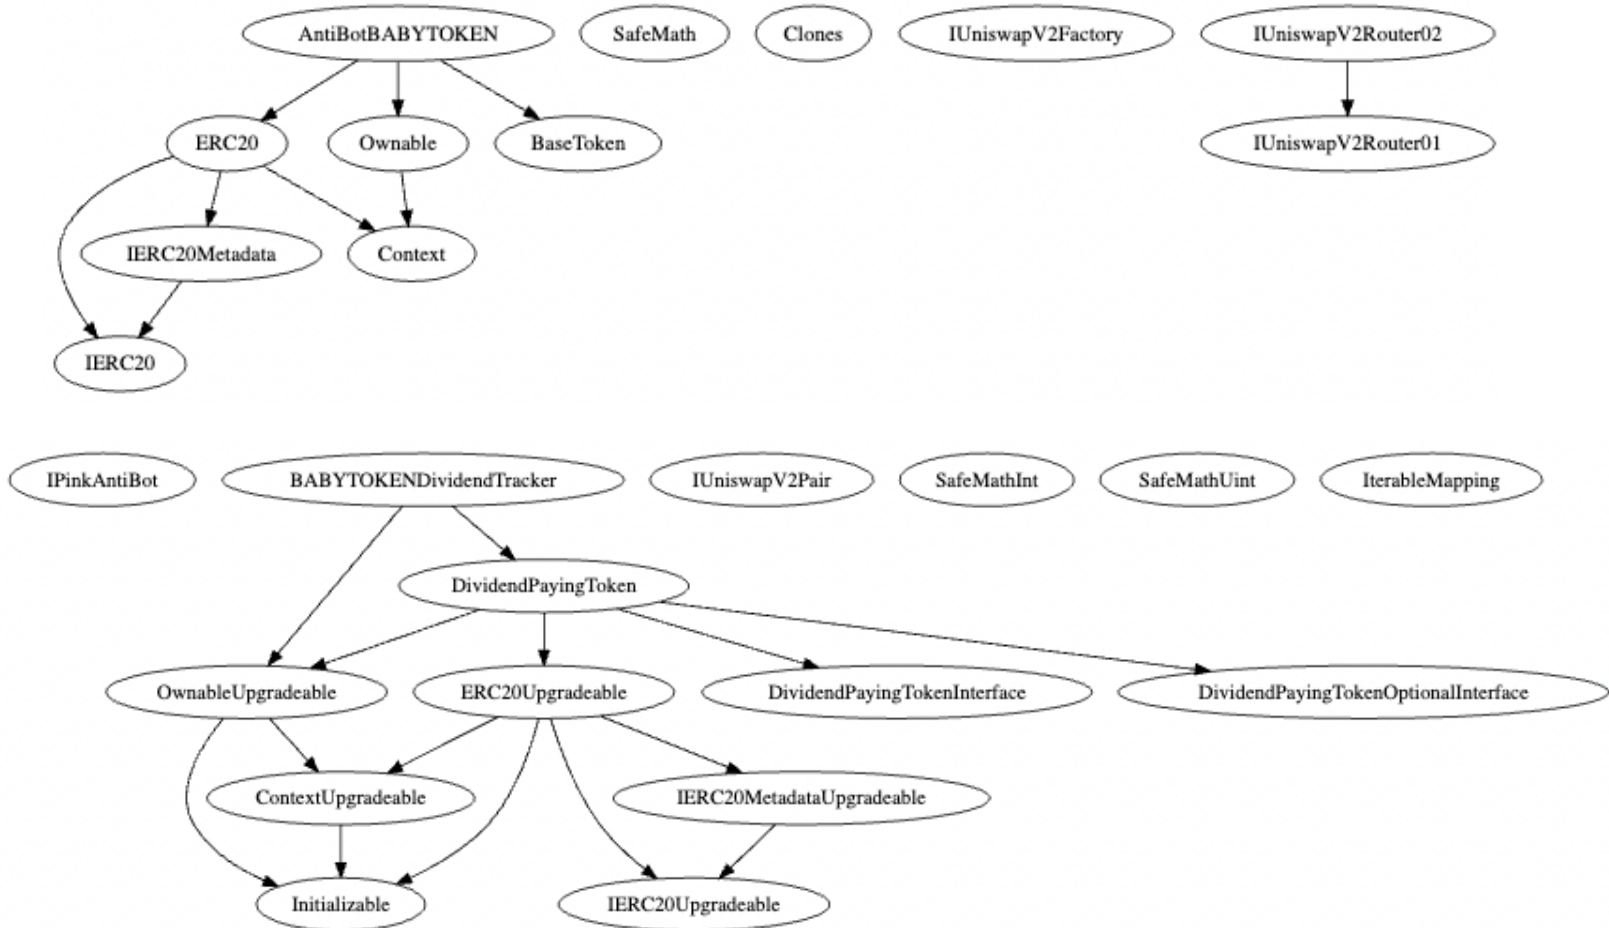 AntiBotBABYTOKEN
SafeMath
Clones
IUniswapV2Factory
IUniswapV2Router02
ERC20
Ownable
BaseToken
IUniswapV2Router01
IERC20Metadata
Context
IERC20
IPinkAntiBot
BABYTOKENDividendTracker
IUniswapV2Pair
SafeMathInt
SafeMathUint
IterableMapping
DividendPayingToken
OwnableUpgradeable
ERC20Upgradeable
DividendPayingTokenInterface
DividendPayingTokenOptionalInterface
ContextUpgradeable
IERC20MetadataUpgradeable
Initializable
IERC20Upgradeable